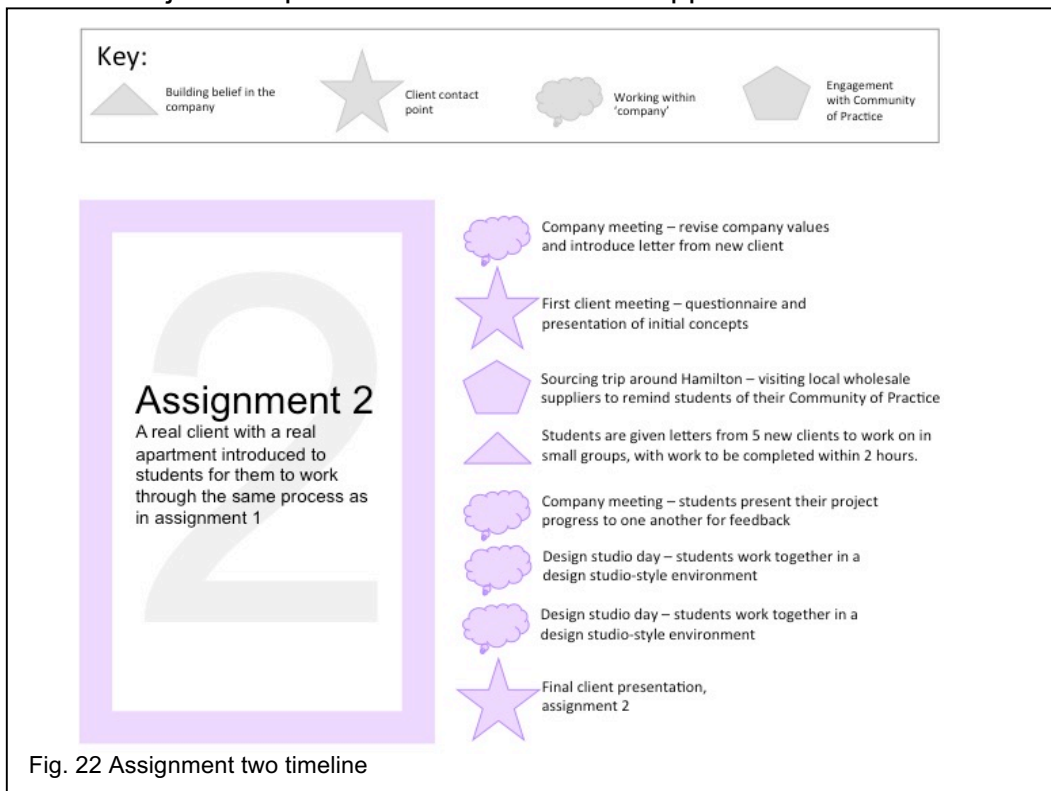 Key:
Building belief in the
company
Client contact
point
Working within
‘company’
Engagement
with Community
of Practice
2
Assignment 2
A real client with a real
apartment introduced to
students for them to work
through the same process as
in assignment 1
Company meeting – revise company values
and introduce letter from new client
First client meeting – questionnaire and
presentation of initial concepts
Sourcing trip around Hamilton – visiting local wholesale
suppliers to remind students of their Community of Practice
Students are given letters from 5 new clients to work on in
small groups, with work to be completed within 2 hours.
Company meeting – students present their project
progress to one another for feedback
Design studio day – students work together in a
design studio-style environment
Design studio day – students work together in a
design studio-style environment
Final client presentation,
assignment 2
Fig. 22 Assignment two timeline